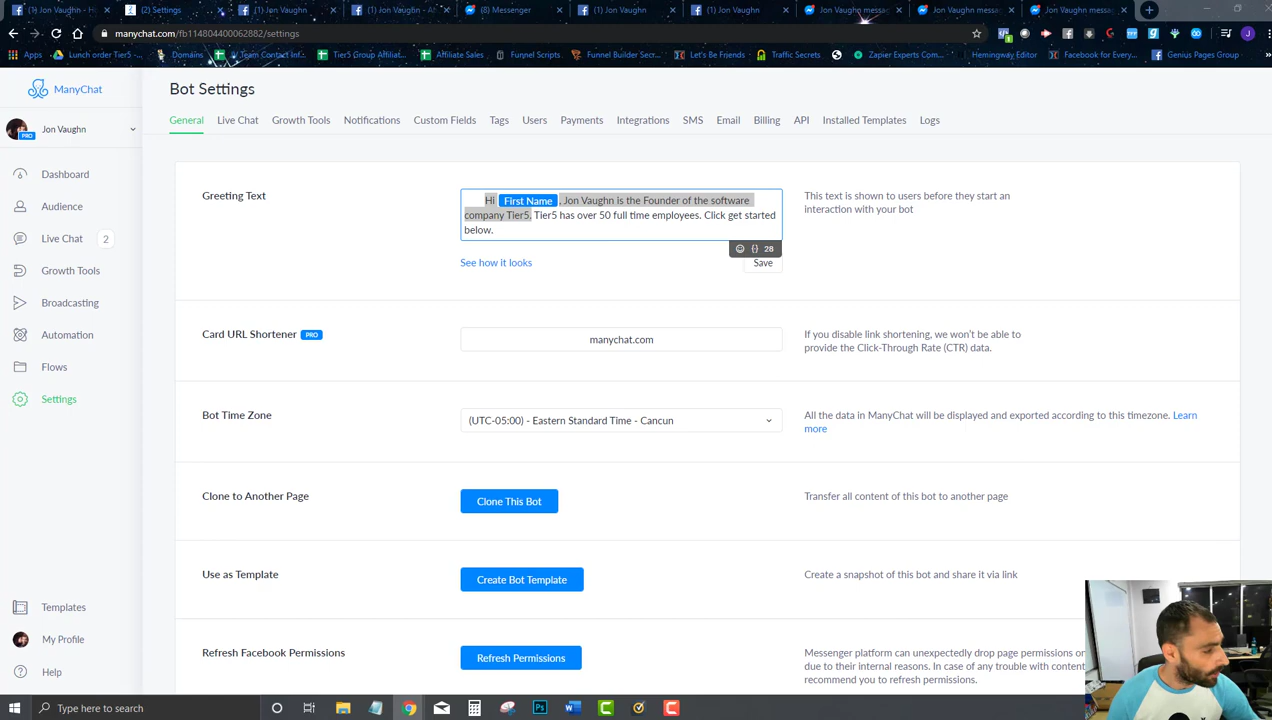 (1) Jon Vaughn - H
(2) Settings
(1) Jon Vaughn
(1) Jon Vaughn - A
(8) Messenger
(1) Jon Vaughn
(1) Jon Vaughn
Jon Vaughn messa
Jon Vaughn messa
Jon Vaughn messa
manychat.com/fb114804400062882/settings
Apps
Lunch order Tier5 -...
Domains
IV Team Contact Inf...
Tier5 Group Affiliat...
Affiliate Sales
Funnel Scripts
Funnel Builder Secr...
Let's Be Friends
Traffic Secrets
Zapier Experts Com...
Hemingway Editor
Facebook for Every...
Genius Pages Group
ManyChat
Jon Vaughn
PRO
Dashboard
Audience
Live Chat 2
Growth Tools
Broadcasting
Automation
Flows
Settings
Templates
My Profile
Help
Bot Settings
General Live Chat Growth Tools Notifications Custom Fields Tags Users Payments Integrations SMS Email Billing API Installed Templates Logs
Greeting Text
Hi First Name , Jon Vaughn is the Founder of the software
company Tier5. Tier5 has over 50 full time employees. Click get started
below.
28
See how it looks
Save
This text is shown to users before they start an
interaction with your bot
Card URL Shortener PRO
manychat.com
If you disable link shortening, we won't be able to
provide the Click-Through Rate (CTR) data.
Bot Time Zone
(UTC-05:00) - Eastern Standard Time - Cancun
All the data in ManyChat will be displayed and exported according to this timezone. Learn
more
Clone to Another Page
Clone This Bot
Transfer all content of this bot to another page
Use as Template
Create Bot Template
Create a snapshot of this bot and share it via link
Refresh Facebook Permissions
Refresh Permissions
Messenger platform can unexpectedly drop page permissions
due to their internal reasons. In case of any trouble with content
recommend you to refresh permissions.
Type here to search